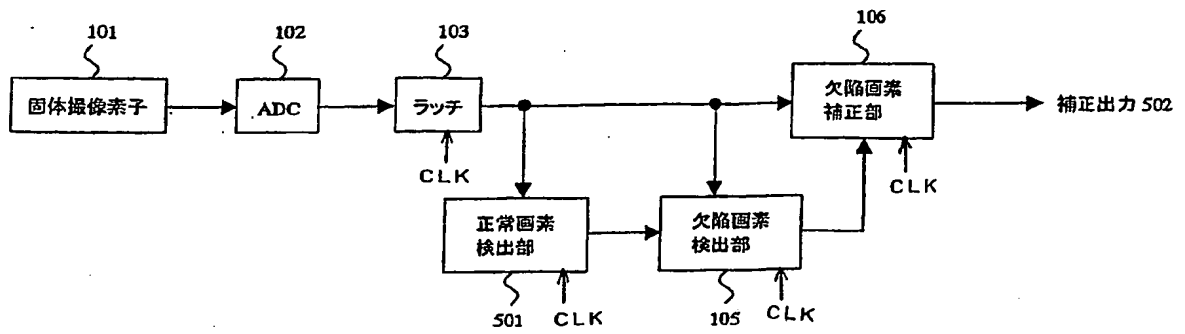 101
102
103
106
固体撮像素子
ADC
ラッチ
欠陥画素
補正部
補正出力 502
CLK
CLK
正常画素
検出部
欠陥画素
検出部
501
CLK
105
CLK